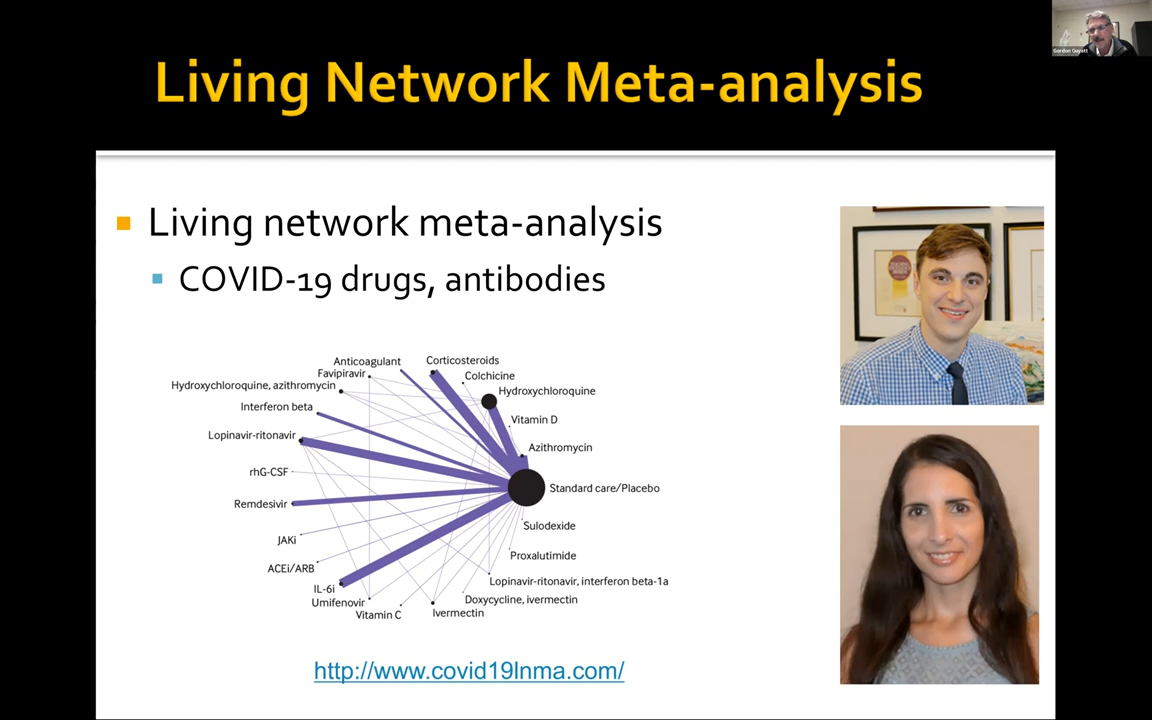 Gordon Guyatt
Living Network Meta-analysis
Living network meta-analysis
COVID-19 drugs, antibodies
Anticoagulant
Corticosteroids
Favipiravir
Colchicine
Hydroxychloroquine, azithromycin
Hydroxychloroquine
Interferon beta
Vitamin D
Lopinavir-ritonavir
Azithromycin
rhG-CSF
Standard care/Placebo
Remdesivir
Sulodexide
JAKi
Proxalutimide
ACEi/ARB
Lopinavir-ritonavir, interferon beta-1a
IL-6i
Doxycycline, ivermectin
Umifenovir
Vitamin C
Ivermectin
http://www.covid19lnma.com/